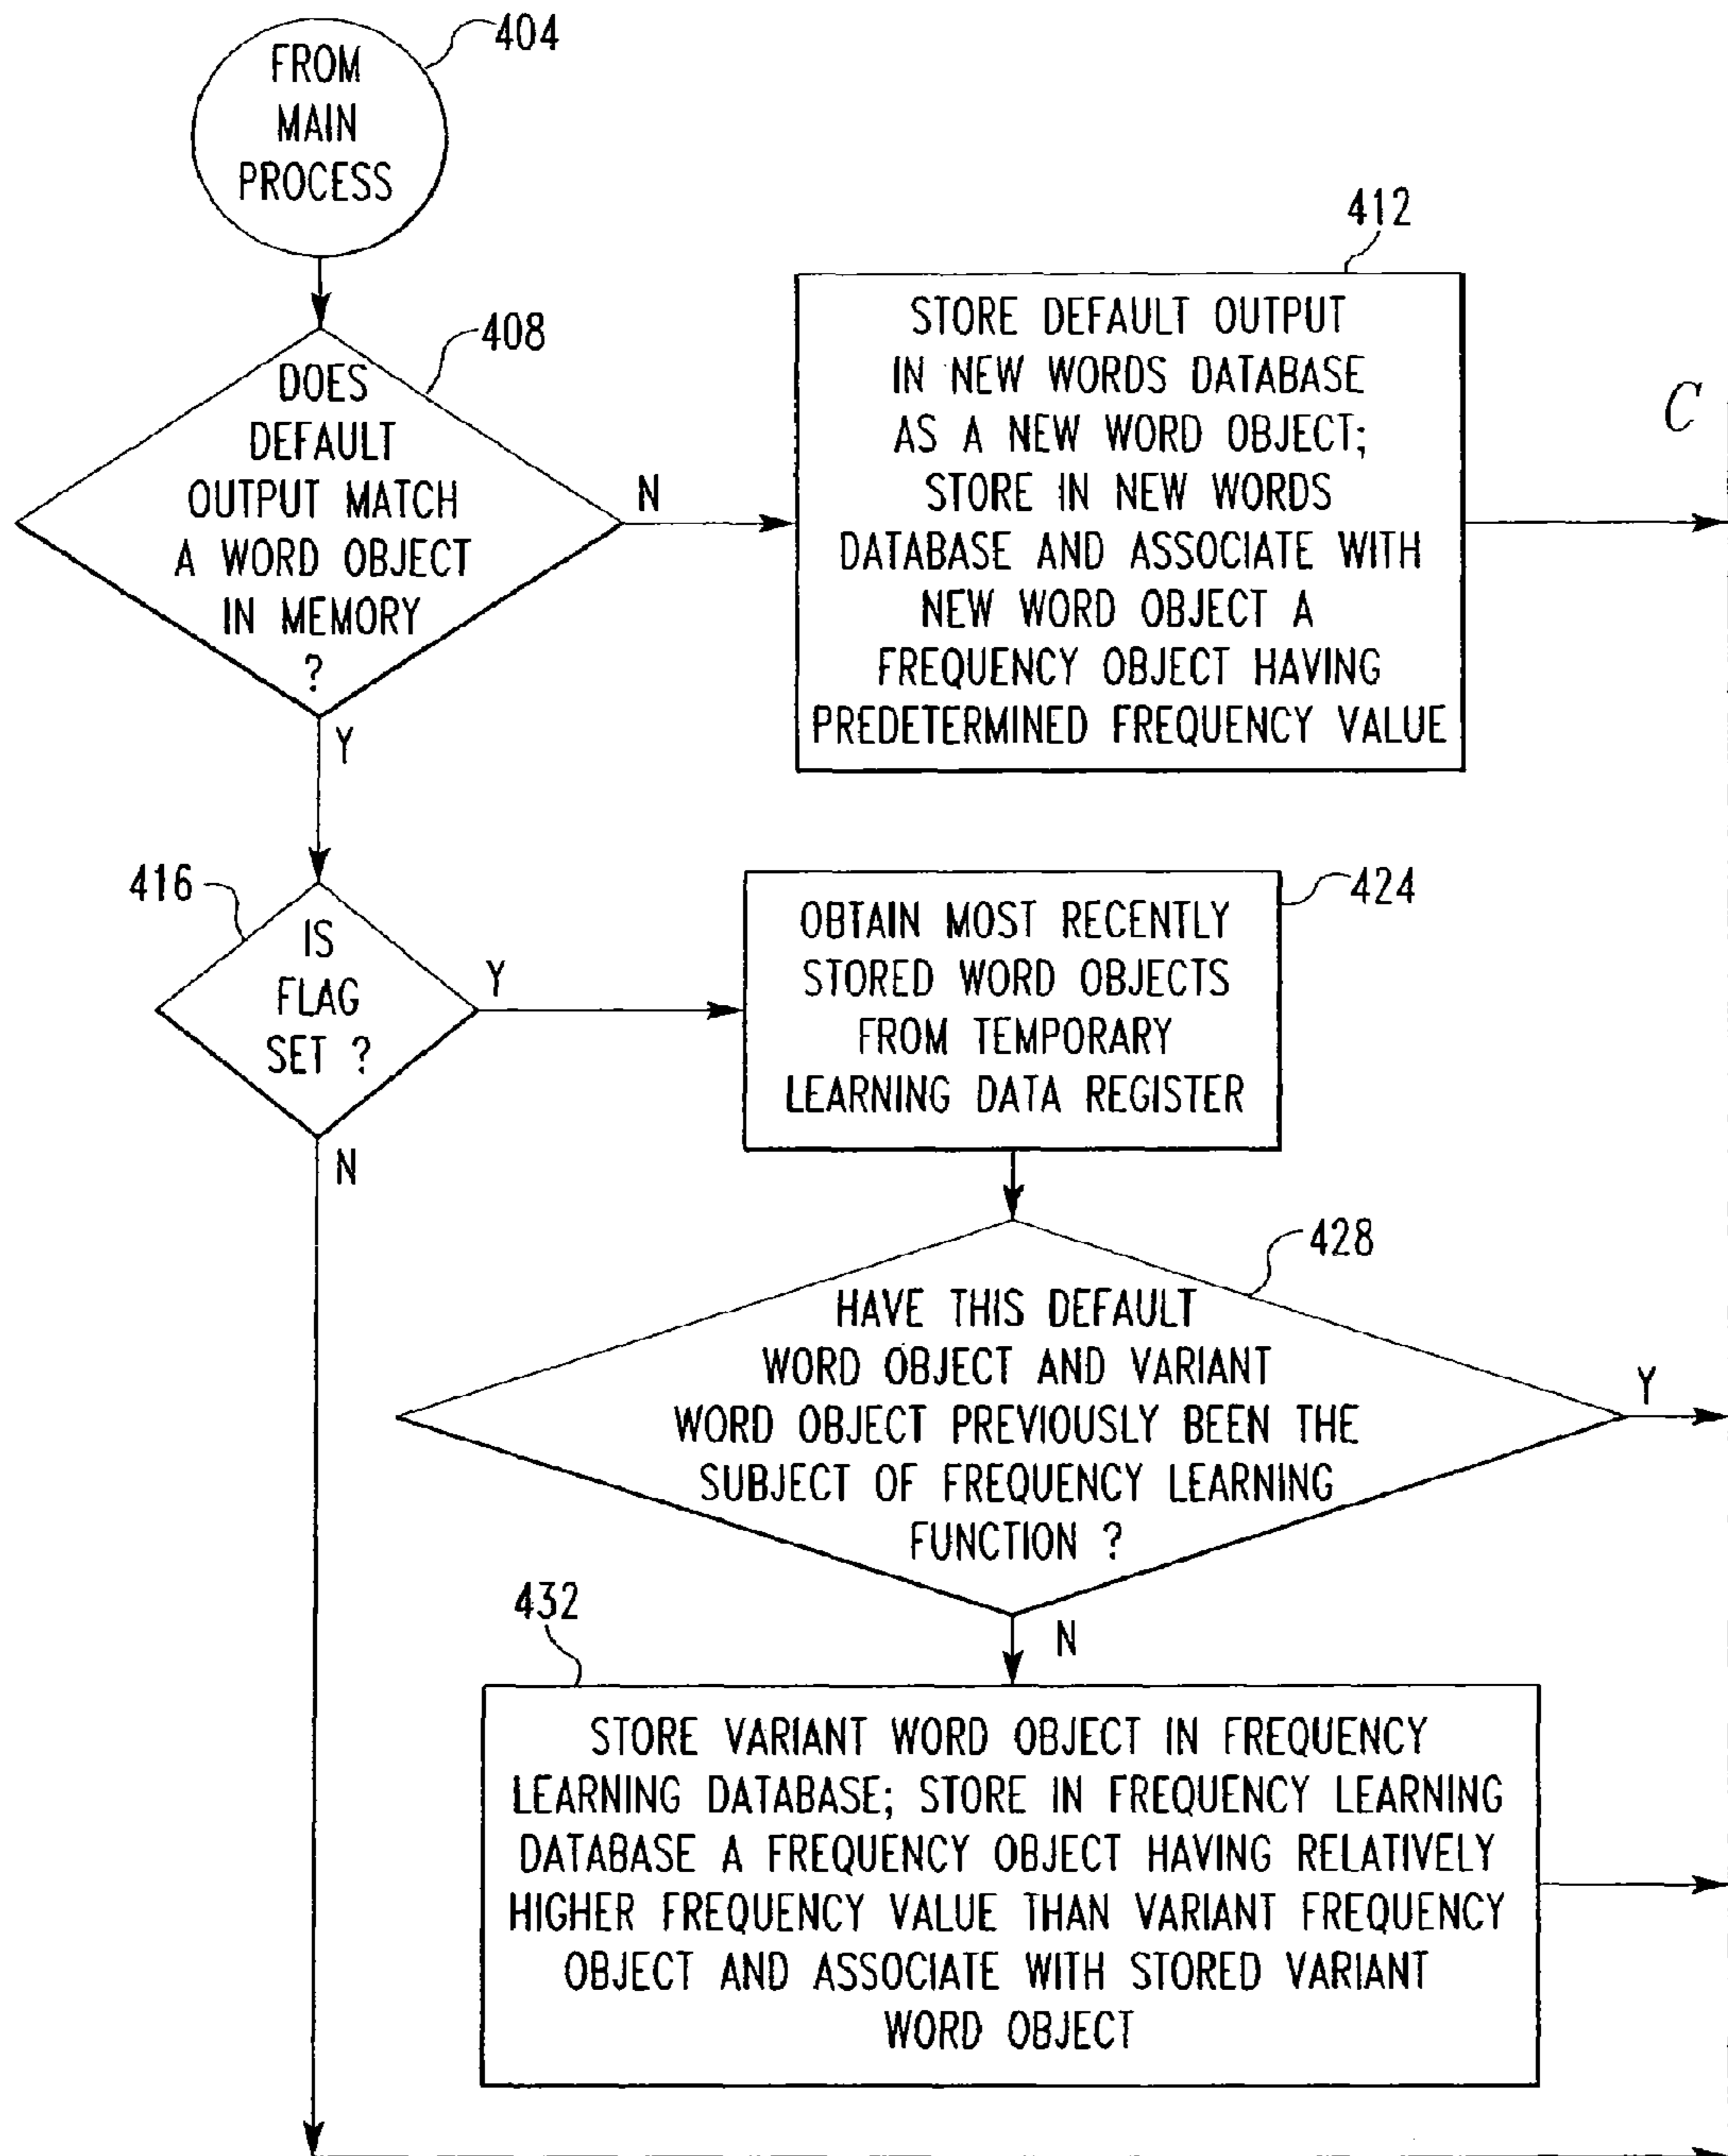 404
FROM
MAIN
PROCESS
408
DOES
DEFAULT
OUTPUT MATCH
A WORD OBJECT
IN MEMORY
?
N
Y
412
STORE DEFAULT OUTPUT
IN NEW WORDS DATABASE
AS A NEW WORD OBJECT;
STORE IN NEW WORDS
DATABASE AND ASSOCIATE WITH
NEW WORD OBJECT A
FREQUENCY OBJECT HAVING
PREDETERMINED FREQUENCY VALUE
C
416
IS
FLAG
SET ?
Y
N
424
OBTAIN MOST RECENTLY
STORED WORD OBJECTS
FROM TEMPORARY
LEARNING DATA REGISTER
428
HAVE THIS DEFAULT
WORD OBJECT AND VARIANT
WORD OBJECT PREVIOUSLY BEEN THE
SUBJECT OF FREQUENCY LEARNING
FUNCTION ?
Y
N
432
STORE VARIANT WORD OBJECT IN FREQUENCY
LEARNING DATABASE; STORE IN FREQUENCY LEARNING
DATABASE A FREQUENCY OBJECT HAVING RELATIVELY
HIGHER FREQUENCY VALUE THAN VARIANT FREQUENCY
OBJECT AND ASSOCIATE WITH STORED VARIANT
WORD OBJECT